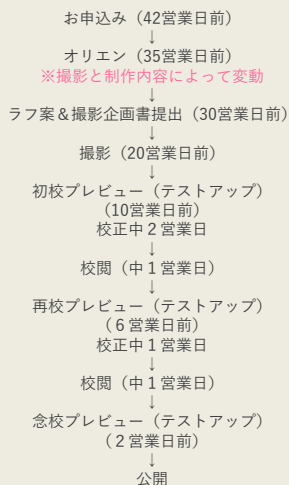 お申込み（42営業日前）
↓
オリエン（35営業日前）
※撮影と制作内容によって変動
↓
ラフ案＆撮影企画書提出（30営業日前）
↓
撮影（20営業日前）
↓
初校プレビュー（テストアップ）
（10営業日前）
校正中２営業日
↓
校閲（中１営業日）
↓
再校プレビュー（テストアップ）
（６営業日前）
校正中１営業日
↓
校閲（中１営業日）
↓
念校プレビュー（テストアップ）
（２営業日前）
↓
公開